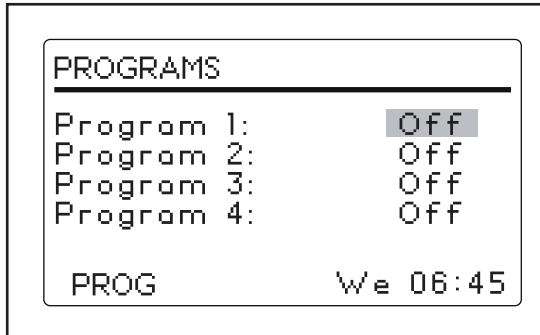 PROGRAMS
Program 1: Off
Program 2: Off
Program 3: Off
Program 4: Off
PROG We 06:45